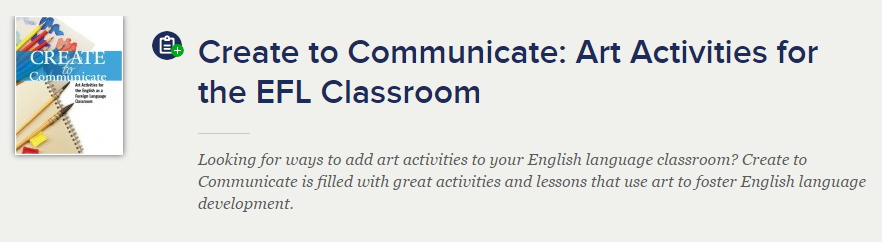 CREATE
to
Communicate
Art Activities for
the English as a
Foreign Language
Classroom
Create to Communicate: Art Activities for
the EFL Classroom
Looking for ways to add art activities to your English language classroom? Create to
Communicate is filled with great activities and lessons that use art to foster English language
development.